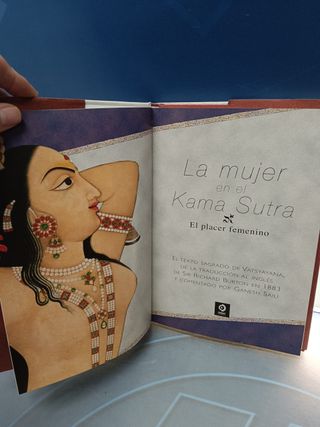 La mujer
en el
Kama Sutra
El placer femenino
EL TEXTO SAGRADO DE VATSYAYANA,
DE LA TRADUCCIÓN AL INGLÉS
DE SIR RICHARD BURTON EN 1883
Y COMENTADO POR GANESH SAILI